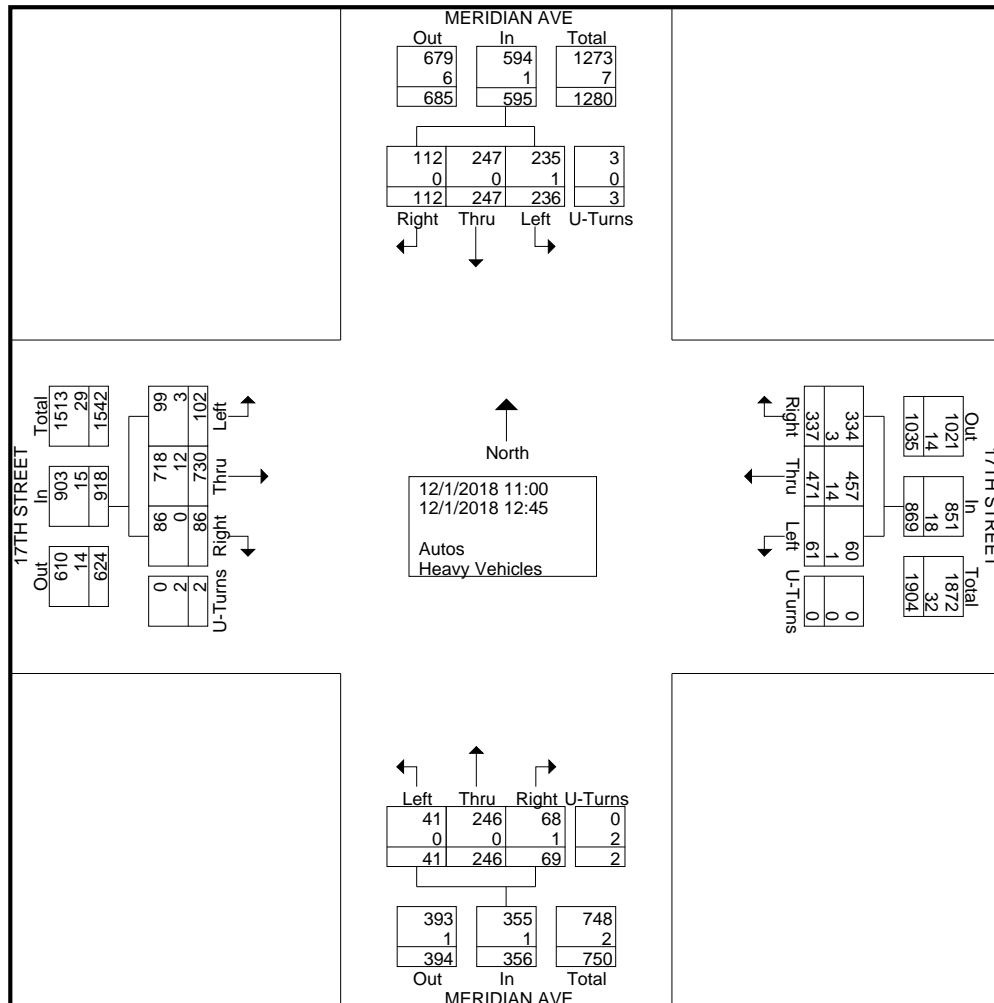 MERIDIAN AVE
Out In Total
679 594 1273
6 1 7
685 595 1280
112 247 235 3
0 0 1 0
112 247 236 3
Right Thru Left U-Turns
17TH STREET
Total In Out
1513 903 610
29 15 14
1542 918 624
99 718 86 0
3 12 0 2
102 730 86 2
Left Thru Right U-Turns
North
12/1/2018 11:00
12/1/2018 12:45
Autos
Heavy Vehicles
Right Thru Left U-Turns
334 457 60 0
3 14 1 0
337 471 61 0
17TH STREET
Out In Total
1021 851 1872
14 18 32
1035 869 1904
Left Thru Right U-Turns
41 246 68 0
0 0 1 2
41 246 69 2
393 355 748
1 1 2
394 356 750
Out In Total
MERIDIAN AVE